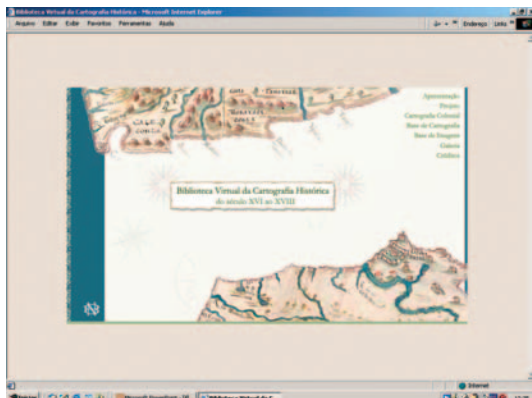 Biblioteca Virtual da Cartografia Histórica - Microsoft Internet Explorer
Arquivo Editar Exibir Favoritos Ferramentas Ajuda
Endereço Links
Apresentação
Projeto
Cartografia Colonial
Base de Cartografia
Base de Imagens
Galeria
Créditos
Biblioteca Virtual da Cartografia Histórica
do século XVI ao XVIII
Internet